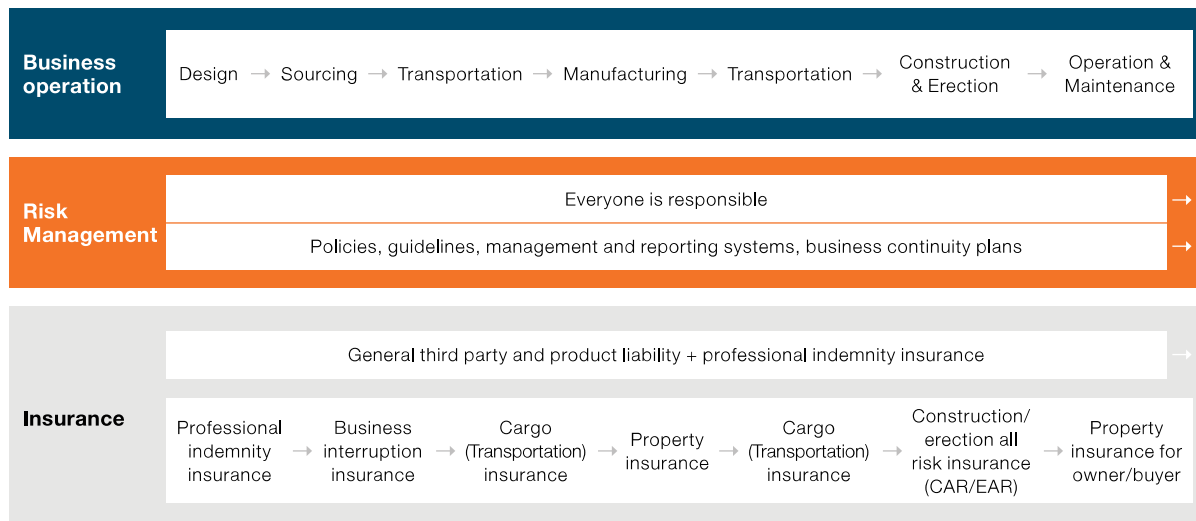 Business
operation
Design → Sourcing → Transportation → Manufacturing → Transportation →
Construction
& Erection
→
Operation &
Maintenance
Risk
Management
Everyone is responsible →
Policies, guidelines, management and reporting systems, business continuity plans →
Insurance
General third party and product liability + professional indemnity insurance →
Professional
indemnity
insurance
→
Business
interruption
insurance
→
Cargo
(Transportation)
insurance
→
Property
insurance
→
Cargo
(Transportation)
insurance
→
Construction/
erection all
risk insurance
(CAR/EAR)
→
Property
insurance for
owner/buyer